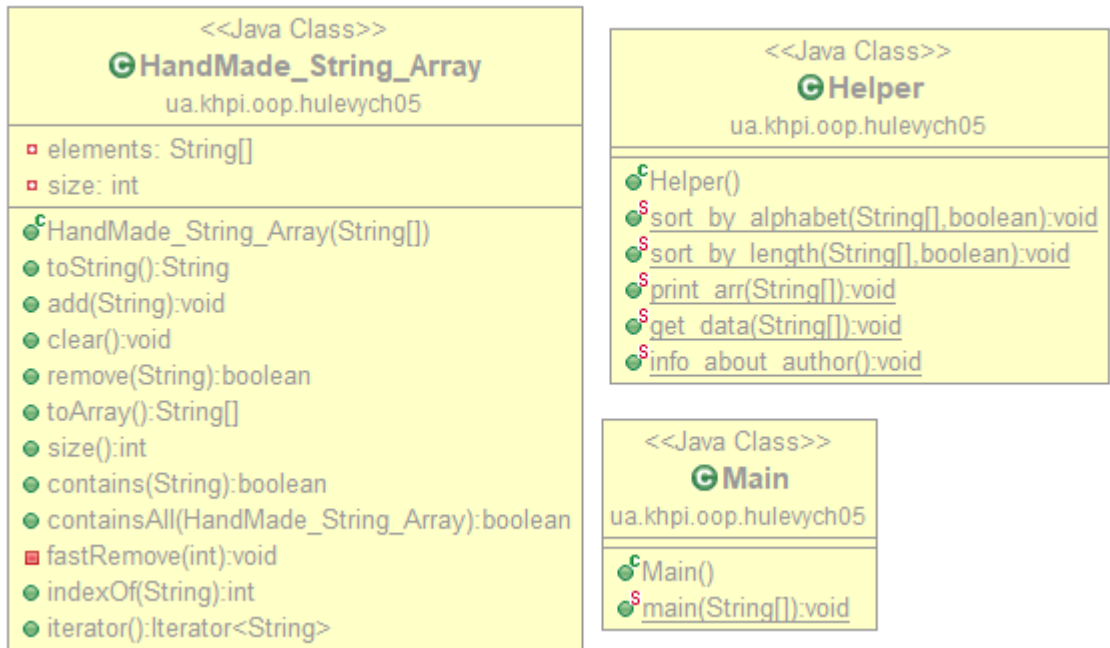 <<Java Class>>
HandMade_String_Array
ua.khpi.oop.hulevych05
elements: String[]
size: int
HandMade_String_Array(String[])
toString():String
add(String):void
clear():void
remove(String):boolean
toArray():String[]
size():int
contains(String):boolean
containsAll(HandMade_String_Array):boolean
fastRemove(int):void
indexOf(String):int
iterator():Iterator<String>
<<Java Class>>
Helper
ua.khpi.oop.hulevych05
Helper()
sort_by_alphabet(String[],boolean):void
sort_by_length(String[],boolean):void
print_arr(String[]):void
get_data(String[]):void
info_about_author():void
<<Java Class>>
Main
ua.khpi.oop.hulevych05
Main()
main(String[]):void